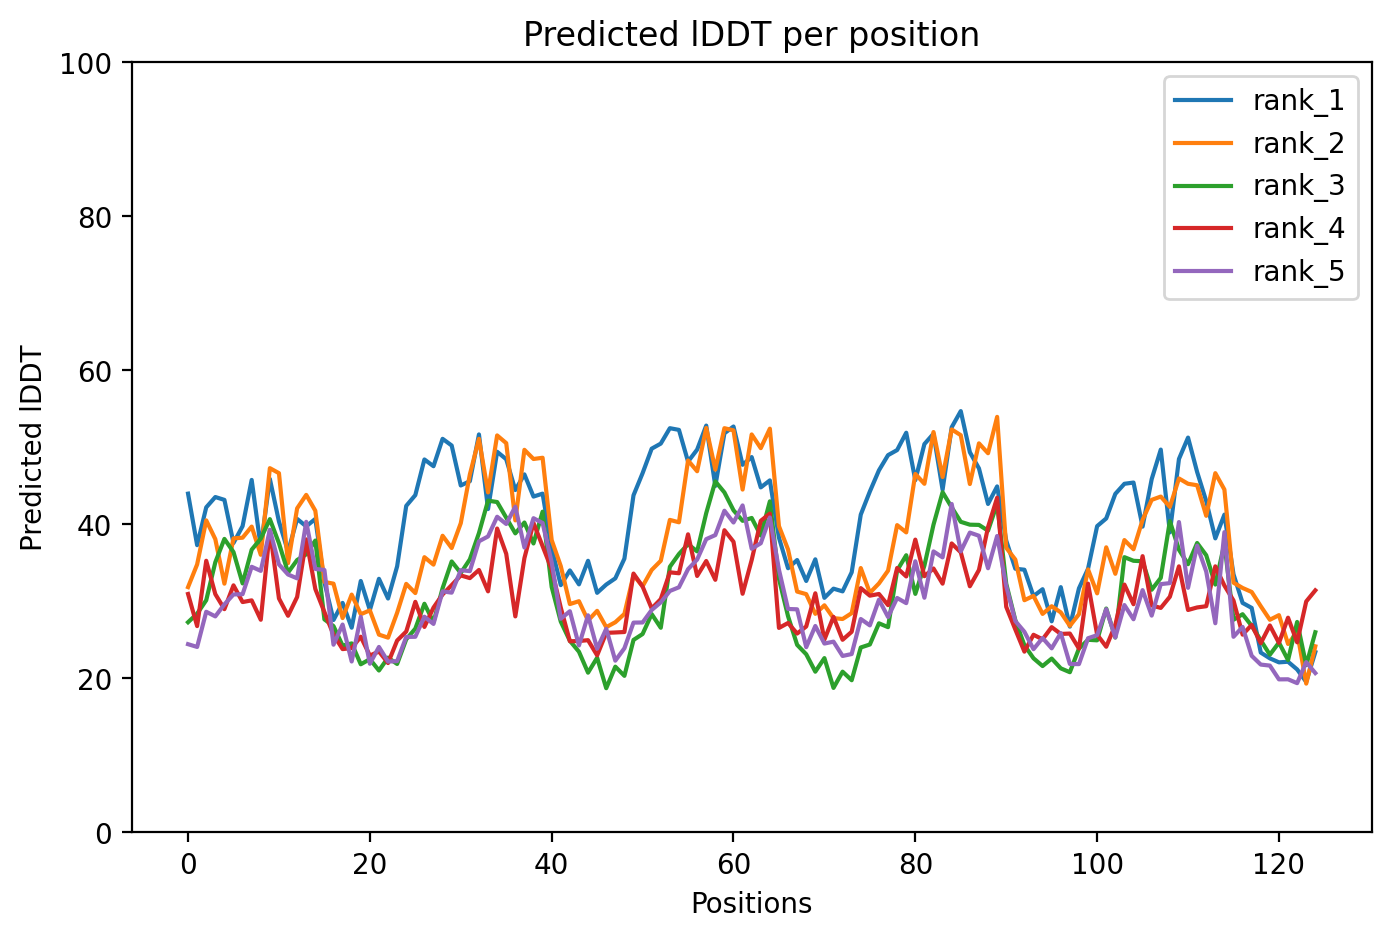 Predicted lDDT per position
100
80
60
40
20
0
Predicted lDDT
0 20 40 60 80 100 120
Positions
rank_1
rank_2
rank_3
rank_4
rank_5